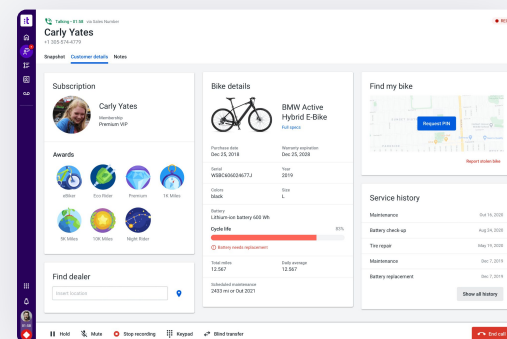 :t
Talking • 01:58 via Sales Number
Carly Yates
+1 305-574-4779
Snapshot Customer details Notes
Subscription
Carly Yates
Membership
Premium VIP
Awards
eBiker
Eco Rider
Premium
1K Miles
5K Miles
10K Miles
Night Rider
Find dealer
Insert location
Bike details
BMW Active
Hybrid E-Bike
Full specs
Purchase date
Dec 25, 2018
Warranty expiration
Dec 25, 2028
Serial
WSBC606024677J
Year
2019
Colors
black
Size
L
Battery
Lithium-ion battery 600 Wh
Cycle life
Battery needs replacement
Total miles
12.567
Daily average
12.567
Scheduled maintenance
2433 mi or Out 2021
Find my bike
Request PIN
Report stolen bike
Service history
Maintenance
Out 16, 2020
Battery check-up
Aug 24, 2020
Tire repair
May 19, 2020
Maintenance
Dec 7, 2019
Battery replacement
Dec 7, 2019
Show all history
01:58
Hold
Mute
Stop recording
Keypad
Blind transfer
End call